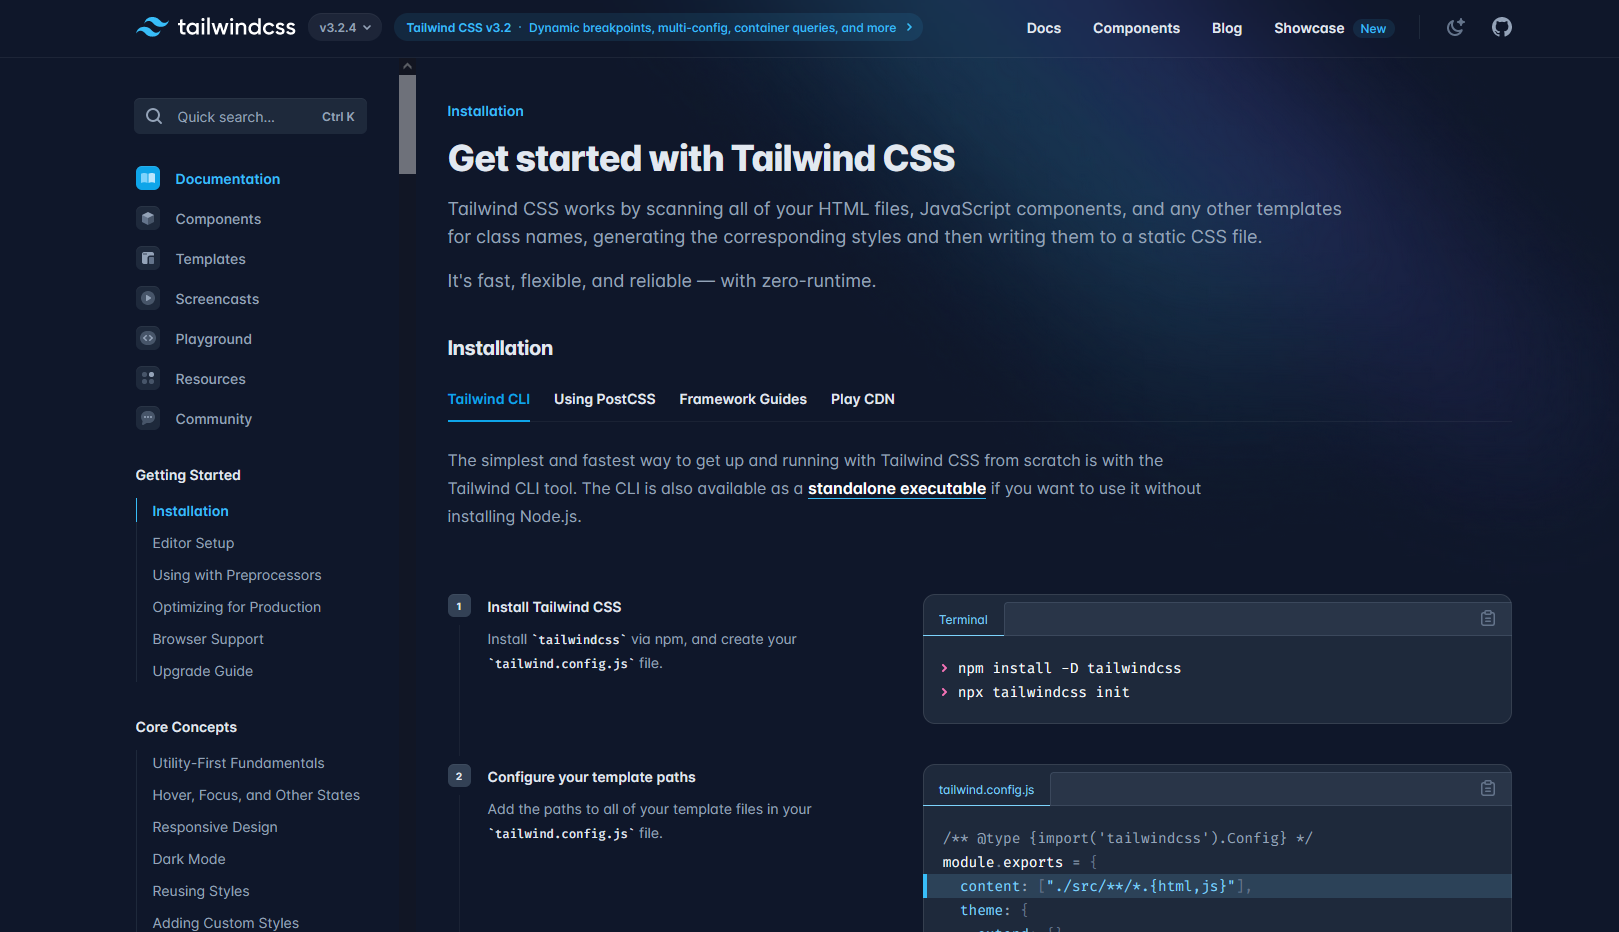 tailwindcss
v3.2.4
Tailwind CSS v3.2 · Dynamic breakpoints, multi-config, container queries, and more
Docs
Components
Blog
Showcase
New
Quick search...
Ctrl K
Documentation
Components
Templates
Screencasts
Playground
Resources
Community
Getting Started
Installation
Editor Setup
Using with Preprocessors
Optimizing for Production
Browser Support
Upgrade Guide
Core Concepts
Utility-First Fundamentals
Hover, Focus, and Other States
Responsive Design
Dark Mode
Reusing Styles
Adding Custom Styles
Installation
Get started with Tailwind CSS
Tailwind CSS works by scanning all of your HTML files, JavaScript components, and any other templates
for class names, generating the corresponding styles and then writing them to a static CSS file.
It's fast, flexible, and reliable — with zero-runtime.
Installation
Tailwind CLI
Using PostCSS
Framework Guides
Play CDN
The simplest and fastest way to get up and running with Tailwind CSS from scratch is with the
Tailwind CLI tool. The CLI is also available as a standalone executable if you want to use it without
installing Node.js.
1
Install Tailwind CSS
Install `tailwindcss` via npm, and create your
`tailwind.config.js` file.
Terminal
> npm install -D tailwindcss
> npx tailwindcss init
2
Configure your template paths
Add the paths to all of your template files in your
`tailwind.config.js` file.
tailwind.config.js
/** @type {import('tailwindcss').Config} */
module.exports = {
content: ["./src/**/*.{html,js}"],
theme: {
extend: {}